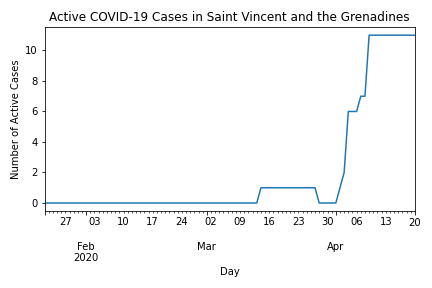 Active COVID-19 Cases in Saint Vincent and the Grenadines
Number of Active Cases
10
8
6
4
2
0
27 03 10 17 24 02 09 16 23 30 06 13 20
Feb Mar Apr
2020
Day